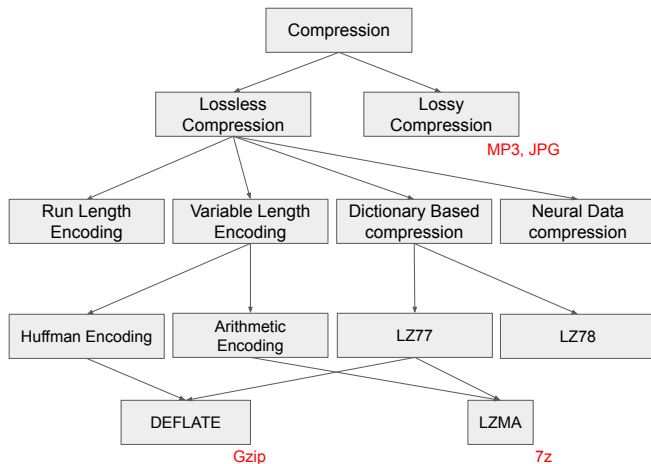 Compression
Lossless
Compression
Lossy
Compression
MP3, JPG
Run Length
Encoding
Variable Length
Encoding
Dictionary Based
compression
Neural Data
compression
Huffman Encoding
Arithmetic
Encoding
LZ77
LZ78
DEFLATE
LZMA
Gzip
7z